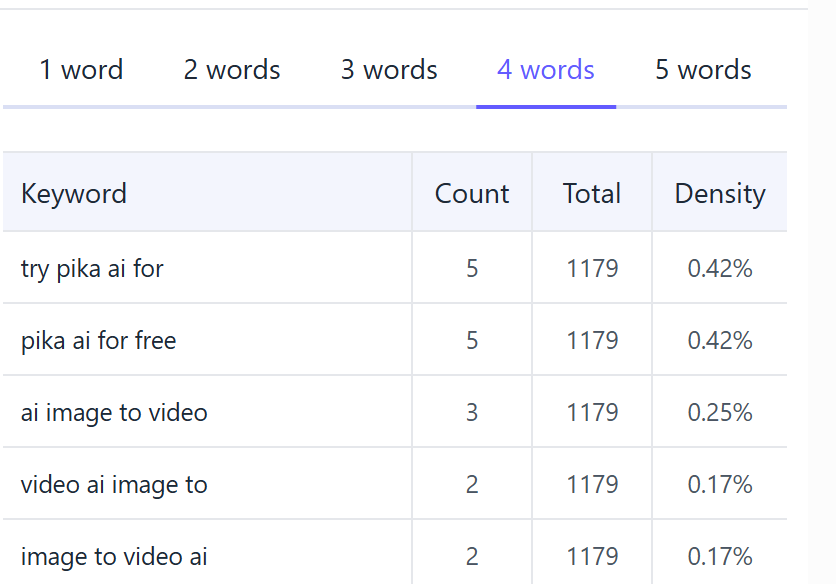 1 word 2 words 3 words 4 words 5 words
Keyword Count Total Density
try pika ai for 5 1179 0.42%
pika ai for free 5 1179 0.42%
ai image to video 3 1179 0.25%
video ai image to 2 1179 0.17%
image to video ai 2 1179 0.17%